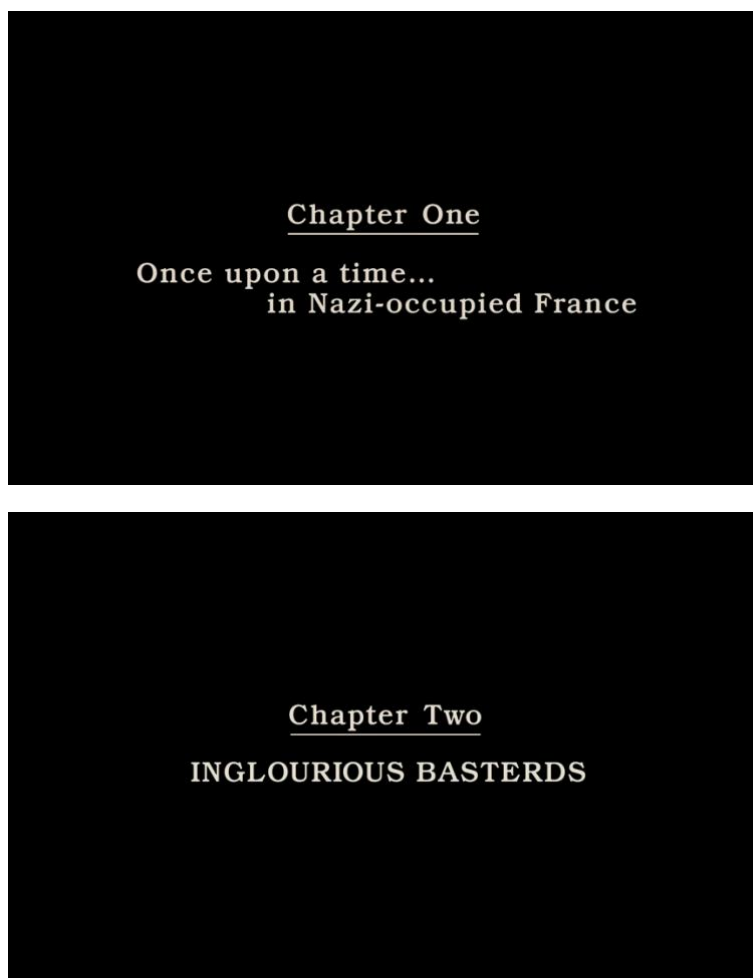 Chapter One
Once upon a time...
in Nazi-occupied France
Chapter Two
INGLOURIOUS BASTERDS